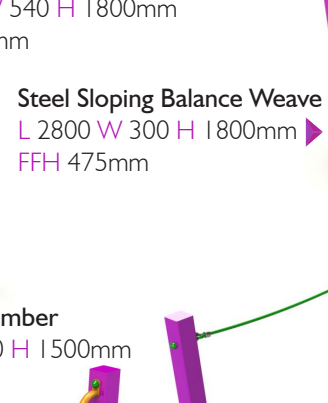 540 H 1800mm
mm
Steel Sloping Balance Weave
L 2800 W 300 H 1800mm
FFH 475mm
mber
H 1500mm